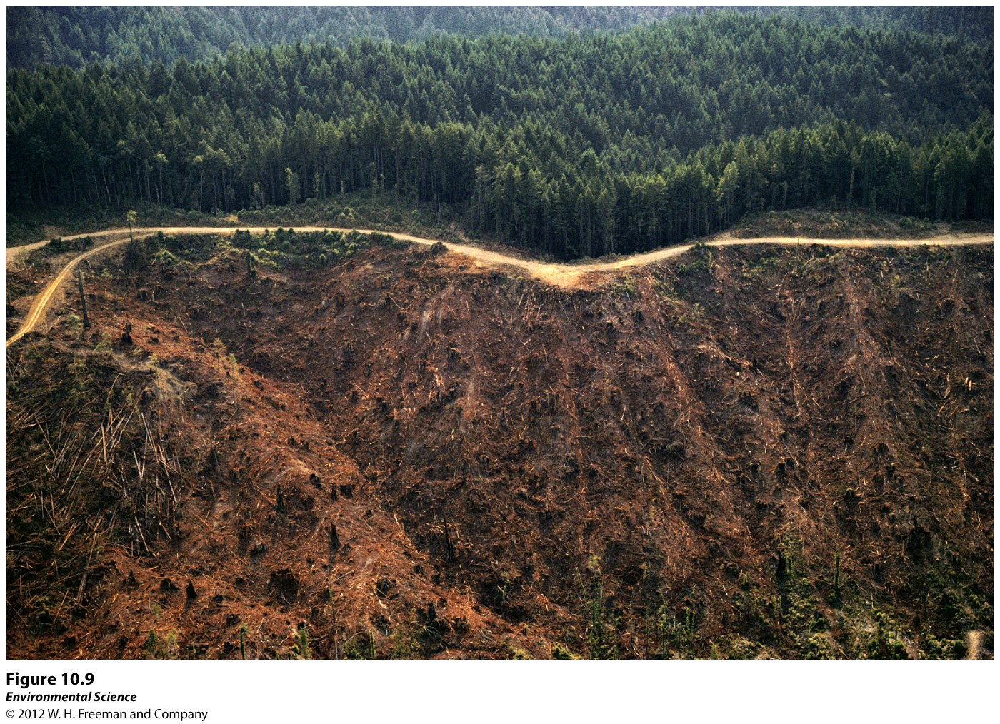 Figure 10.9
Environmental Science
© 2012 W. H. Freeman and Company